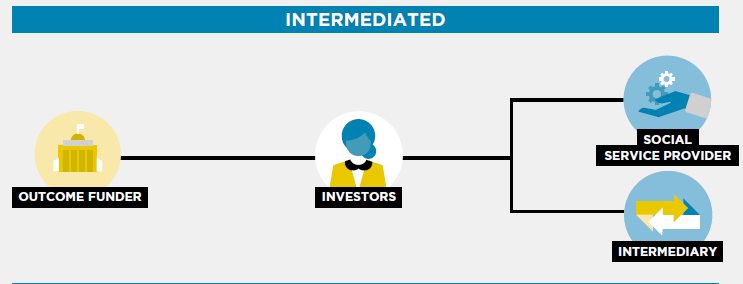 INTERMEDIATED
SOCIAL
SERVICE PROVIDER
OUTCOME FUNDER
INVESTORS
INTERMEDIARY